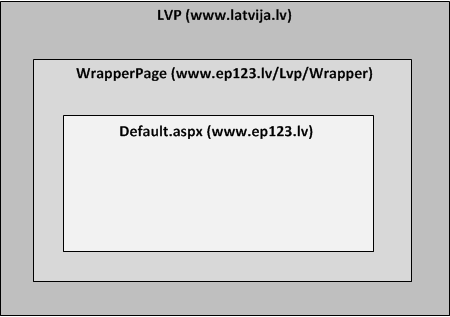 LVP (www.latvija.lv)
WrapperPage (www.ep123.lv/Lvp/Wrapper)
Default.aspx (www.ep123.lv)